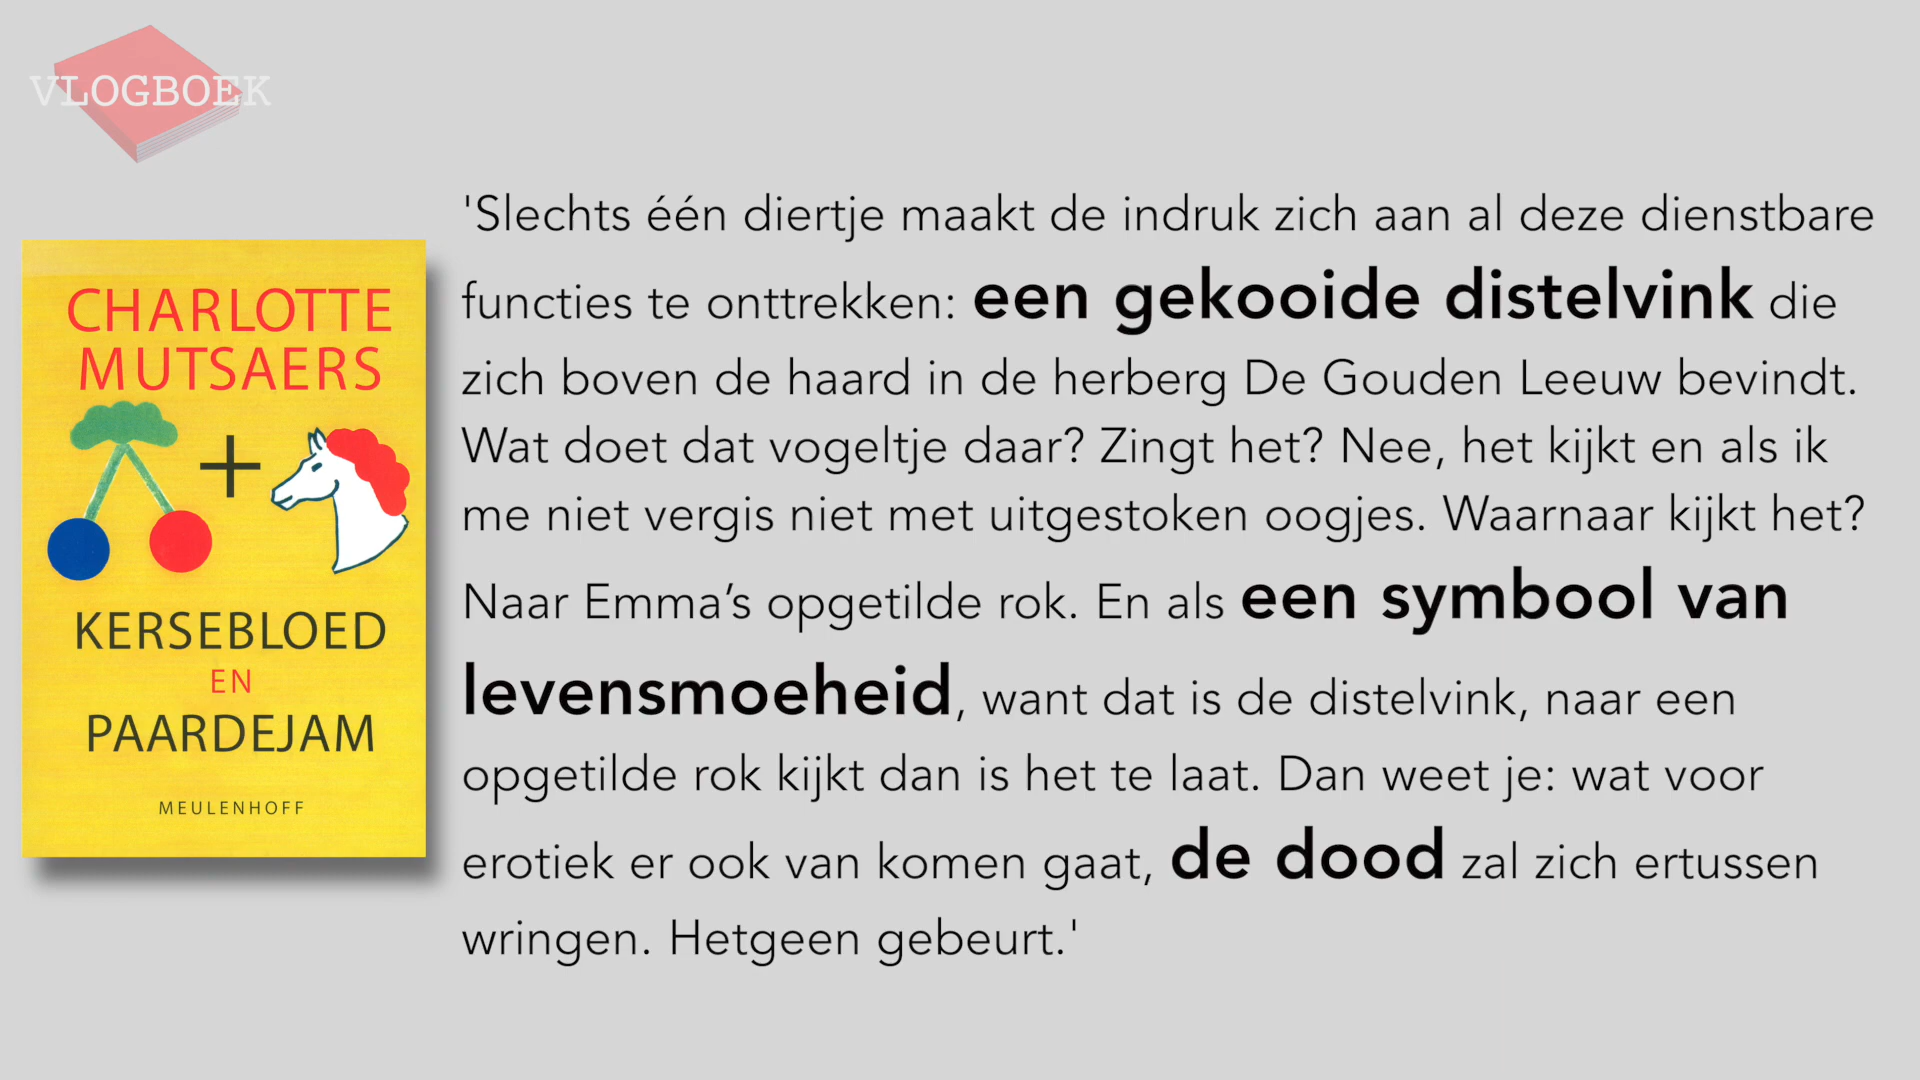 VLOGBOEK
CHARLOTTE
MUTSAERS
KERSEBLOED
EN
PAARDEJAM
MEULENHOFF
'Slechts één diertje maakt de indruk zich aan al deze dienstbare
functies te onttrekken: een gekooide distelvink die
zich boven de haard in de herberg De Gouden Leeuw bevindt.
Wat doet dat vogeltje daar? Zingt het? Nee, het kijkt en als ik
me niet vergis niet met uitgestoken oogjes. Waarnaar kijkt het?
Naar Emma’s opgetilde rok. En als een symbool van
levensmoeheid, want dat is de distelvink, naar een
opgetilde rok kijkt dan is het te laat. Dan weet je: wat voor
erotiek er ook van komen gaat, de dood zal zich ertussen
wringen. Hetgeen gebeurt.'